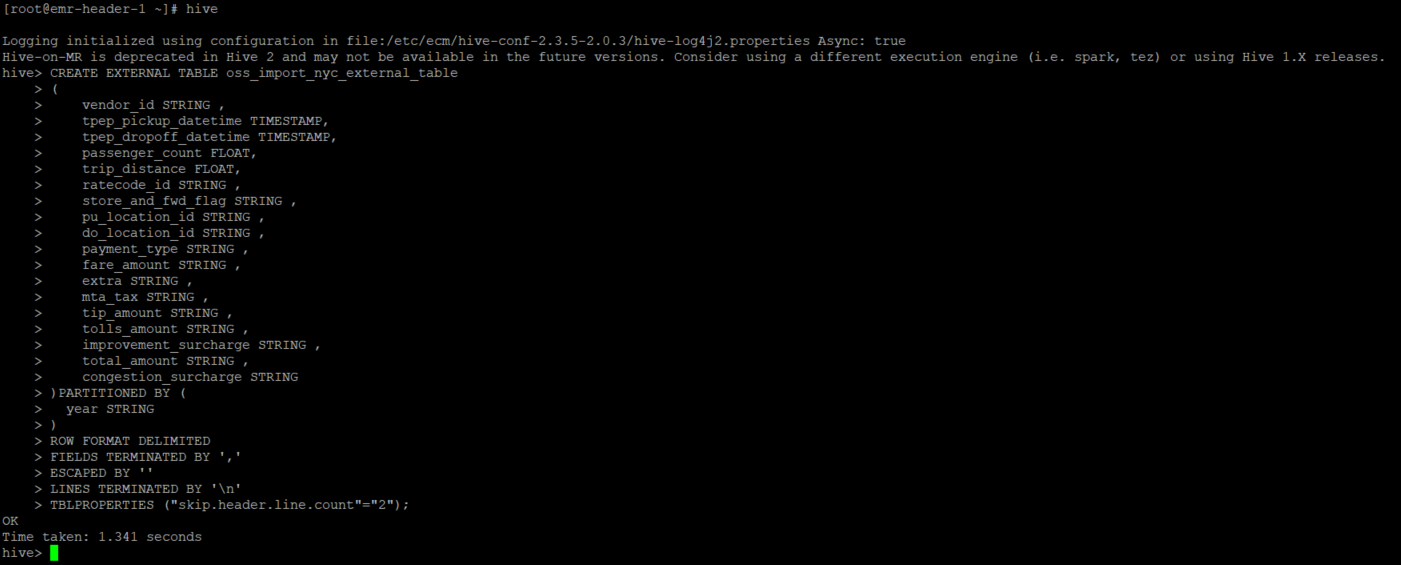 [root@emr-header-1 ~]# hive
Logging initialized using configuration in file:/etc/ecm/hive-conf-2.3.5-2.0.3/hive-log4j2.properties Async: true
Hive-on-MR is deprecated in Hive 2 and may not be available in the future versions. Consider using a different execution engine (i.e. spark, tez) or using Hive 1.X releases.
hive> CREATE EXTERNAL TABLE oss_import_nyc_external_table
    > (
    >     vendor_id STRING ,
    >     tpep_pickup_datetime TIMESTAMP,
    >     tpep_dropoff_datetime TIMESTAMP,
    >     passenger_count FLOAT,
    >     trip_distance FLOAT,
    >     ratecode_id STRING ,
    >     store_and_fwd_flag STRING ,
    >     pu_location_id STRING ,
    >     do_location_id STRING ,
    >     payment_type STRING ,
    >     fare_amount STRING ,
    >     extra STRING ,
    >     mta_tax STRING ,
    >     tip_amount STRING ,
    >     tolls_amount STRING ,
    >     improvement_surcharge STRING ,
    >     total_amount STRING ,
    >     congestion_surcharge STRING
    > )PARTITIONED BY (
    >   year STRING
    > )
    > ROW FORMAT DELIMITED
    > FIELDS TERMINATED BY ','
    > ESCAPED BY ''
    > LINES TERMINATED BY '\n'
    > TBLPROPERTIES ("skip.header.line.count"="2");
OK
Time taken: 1.341 seconds
hive>